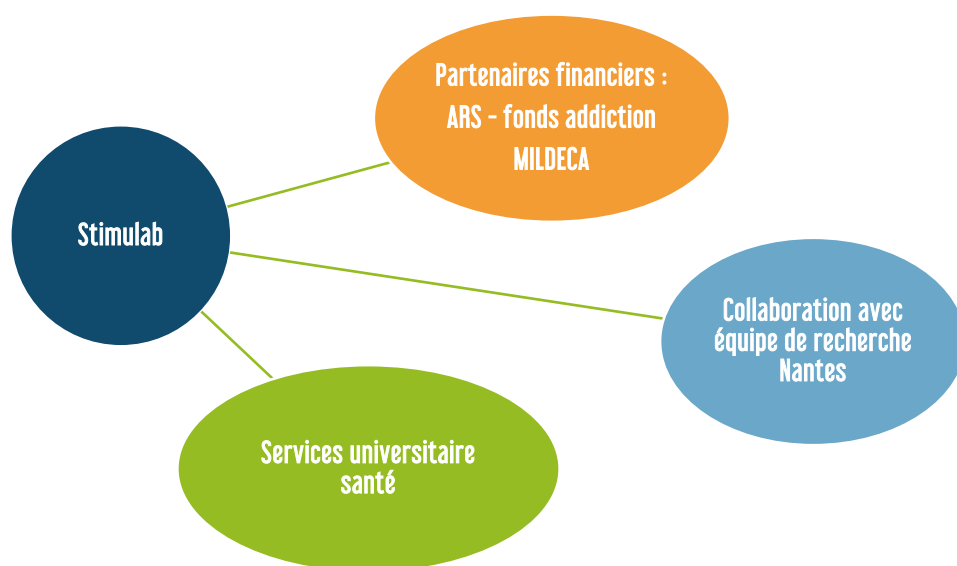 Partenaires financiers :
ARS - fonds addiction
MILDECA
Stimulab
Collaboration avec
équipe de recherche
Nantes
Services universitaire
santé